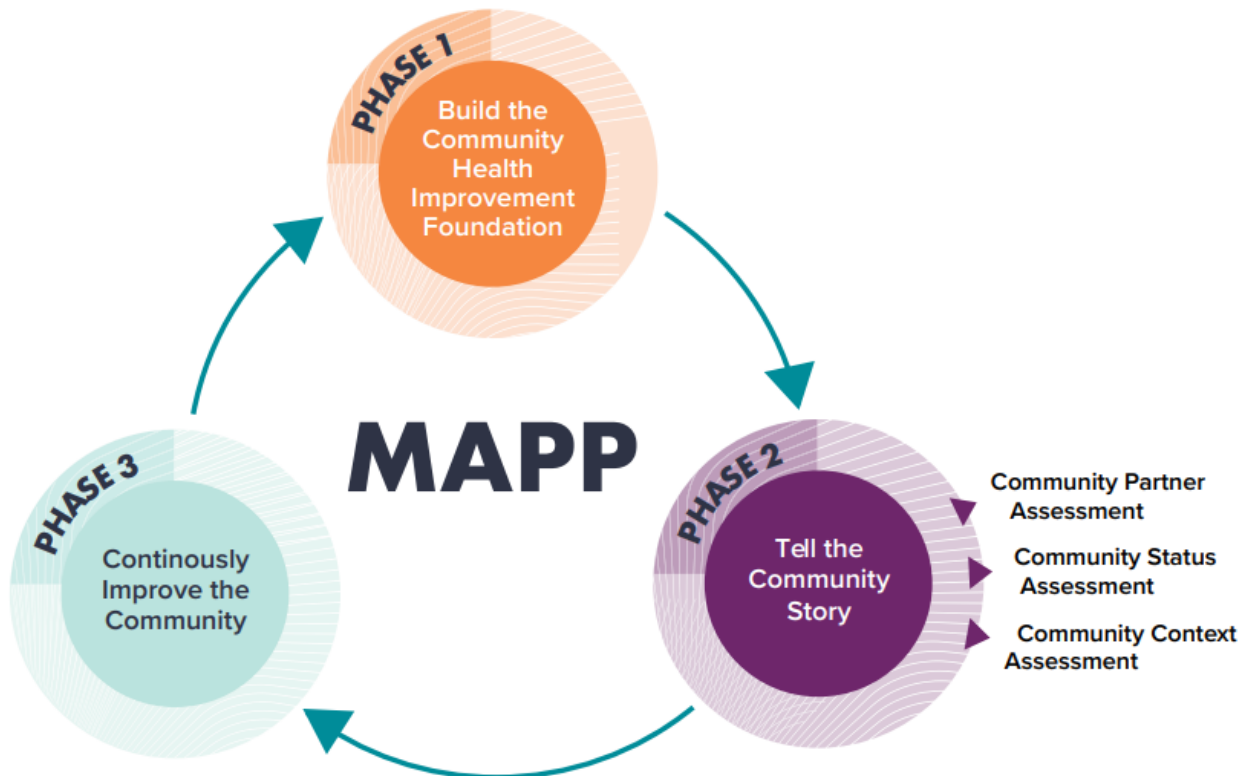 PHASE 1
Build the
Community
Health
Improvement
Foundation
MAPP
PHASE 2
Tell the
Community
Story
Community Partner
Assessment
Community Status
Assessment
Community Context
Assessment
PHASE 3
Continously
Improve the
Community